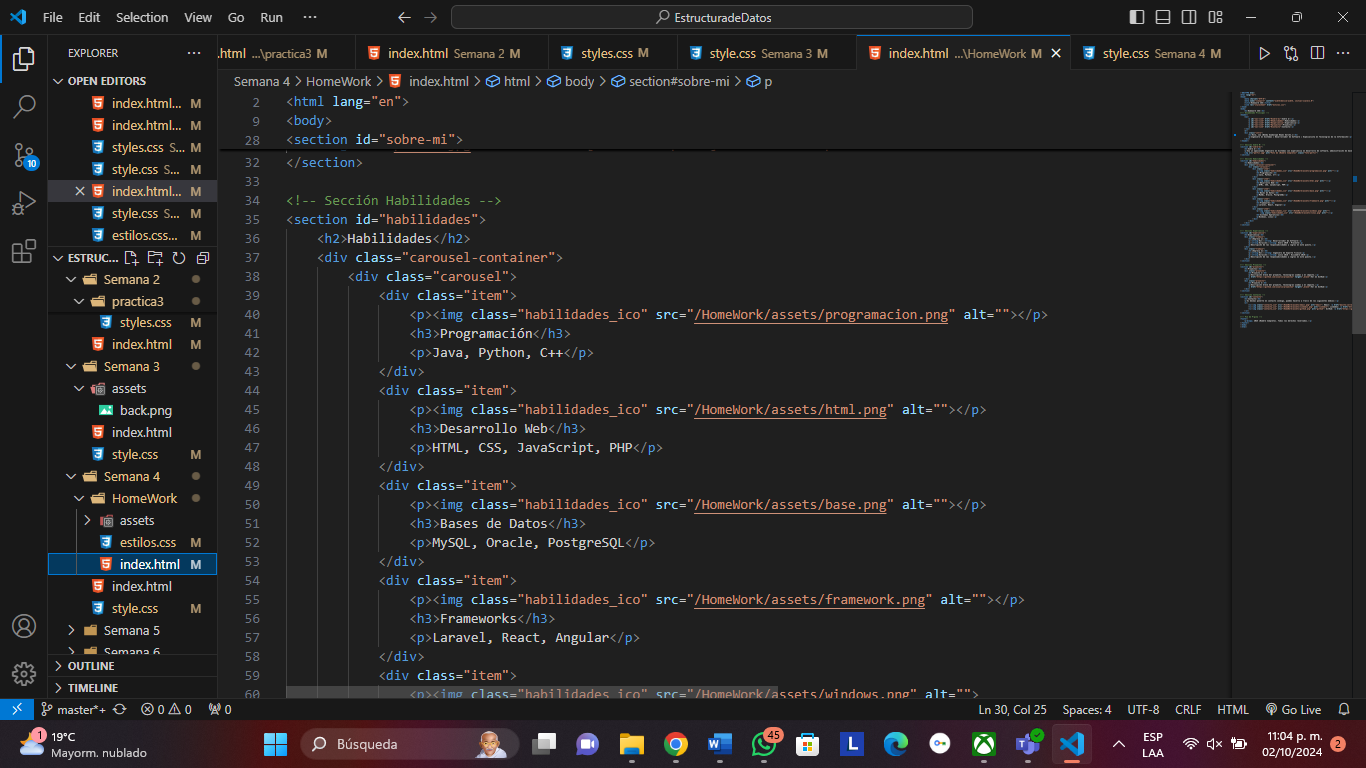 File Edit Selection View Go Run ··· EstructuradeDatos
EXPLORER ···
OPEN EDITORS
index.html... M
index.html... M
styles.css S... M
style.css S... M
index.html... M
style.css S... M
estilos.css... M
ESTRUC...
Semana 2
practica3
styles.css M
index.html M
Semana 3
assets
back.png
index.html
style.css M
Semana 4
HomeWork
assets
estilos.css M
index.html M
index.html
style.css M
Semana 5
Semana 6
OUTLINE
TIMELINE
.html ...\practica3 M index.html Semana 2 M styles.css M style.css Semana 3 M index.html ...\HomeWork M style.css Semana 4 M
Semana 4 > HomeWork > index.html > html > body > section#sobre-mi > p
2 <html lang="en">
9 <body>
28 <section id="sobre-mi">
32 </section>
33
34 <!-- Sección Habilidades -->
35 <section id="habilidades">
36 <h2>Habilidades</h2>
37 <div class="carousel-container">
38 <div class="carousel">
39 <div class="item">
40 <p><img class="habilidades_ico" src="/HomeWork/assets/programacion.png" alt=""></p>
41 <h3>Programación</h3>
42 <p>Java, Python, C++</p>
43 </div>
44 <div class="item">
45 <p><img class="habilidades_ico" src="/HomeWork/assets/html.png" alt=""></p>
46 <h3>Desarrollo Web</h3>
47 <p>HTML, CSS, JavaScript, PHP</p>
48 </div>
49 <div class="item">
50 <p><img class="habilidades_ico" src="/HomeWork/assets/base.png" alt=""></p>
51 <h3>Bases de Datos</h3>
52 <p>MySQL, Oracle, PostgreSQL</p>
53 </div>
54 <div class="item">
55 <p><img class="habilidades_ico" src="/HomeWork/assets/framework.png" alt=""></p>
56 <h3>Frameworks</h3>
57 <p>Laravel, React, Angular</p>
58 </div>
59 <div class="item">
60 <p><img class="habilidades_ico" src="/HomeWork/assets/windows.png" alt="">
10
master*+ 0 0 0 Ln 30, Col 25 Spaces: 4 UTF-8 CRLF HTML Go Live
1 19°C
Mayorm. nublado
Búsqueda
45
L
ESP
LAA
11:04 p. m.
02/10/2024
2